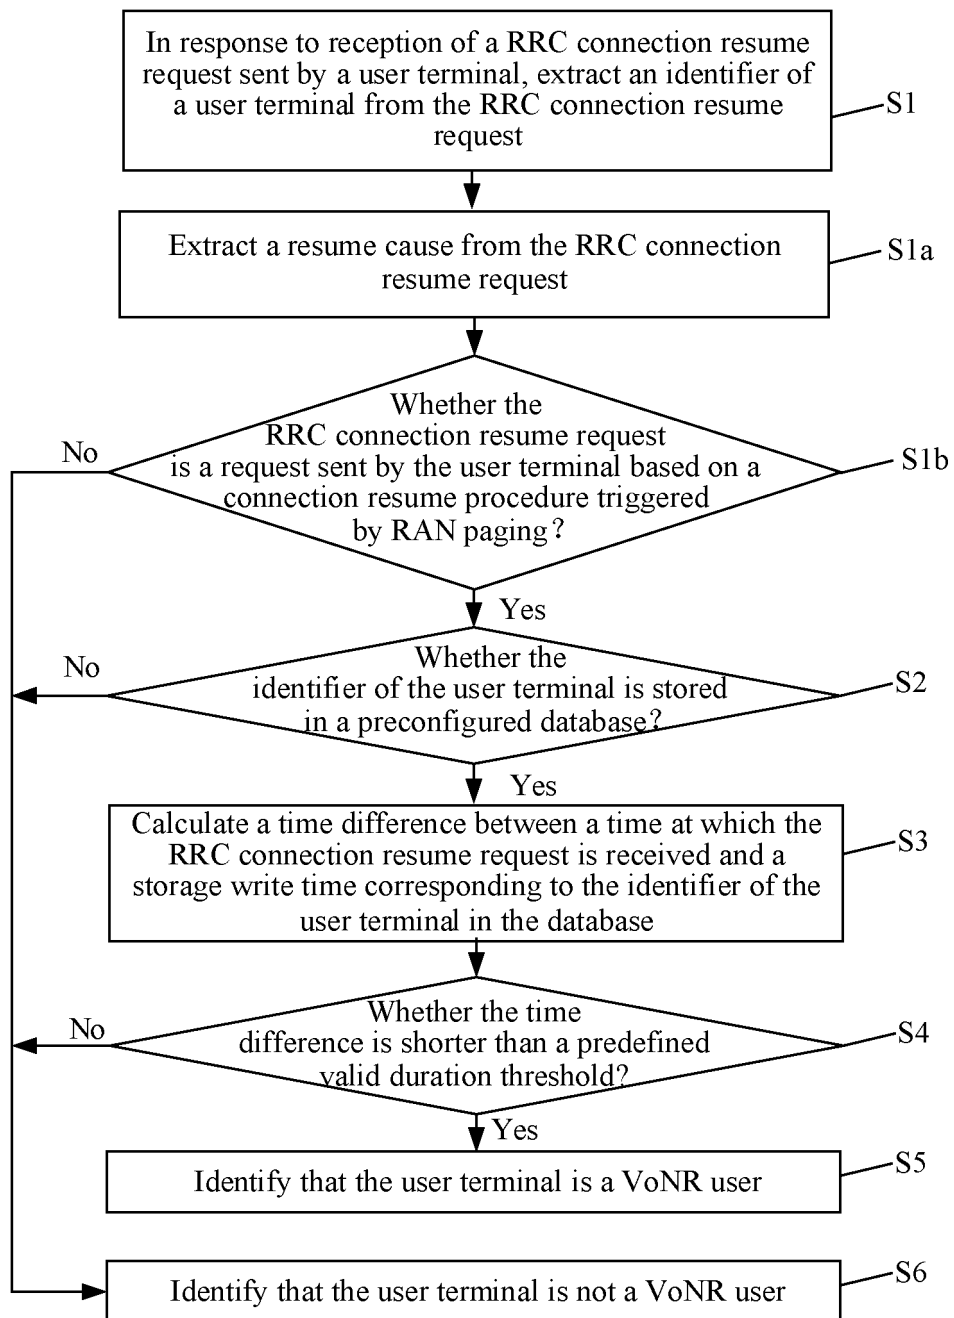 In response to reception of a RRC connection resume
request sent by a user terminal, extract an identifier of
a user terminal from the RRC connection resume
request
S1
Extract a resume cause from the RRC connection
resume request
S1a
Whether the
RRC connection resume request
is a request sent by the user terminal based on a
connection resume procedure triggered
by RAN paging?
No
S1b
Yes
Whether the
identifier of the user terminal is stored
in a preconfigured database?
No
S2
Yes
Calculate a time difference between a time at which the
RRC connection resume request is received and a
storage write time corresponding to the identifier of the
user terminal in the database
S3
Whether the time
difference is shorter than a predefined
valid duration threshold?
No
S4
Yes
Identify that the user terminal is a VoNR user
S5
Identify that the user terminal is not a VoNR user
S6